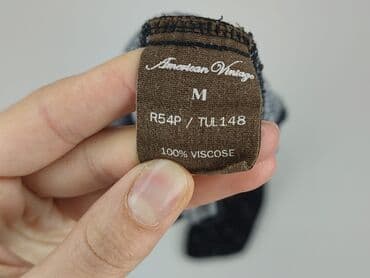 American Vintage
M
R54P / TUL148
100% VISCOSE